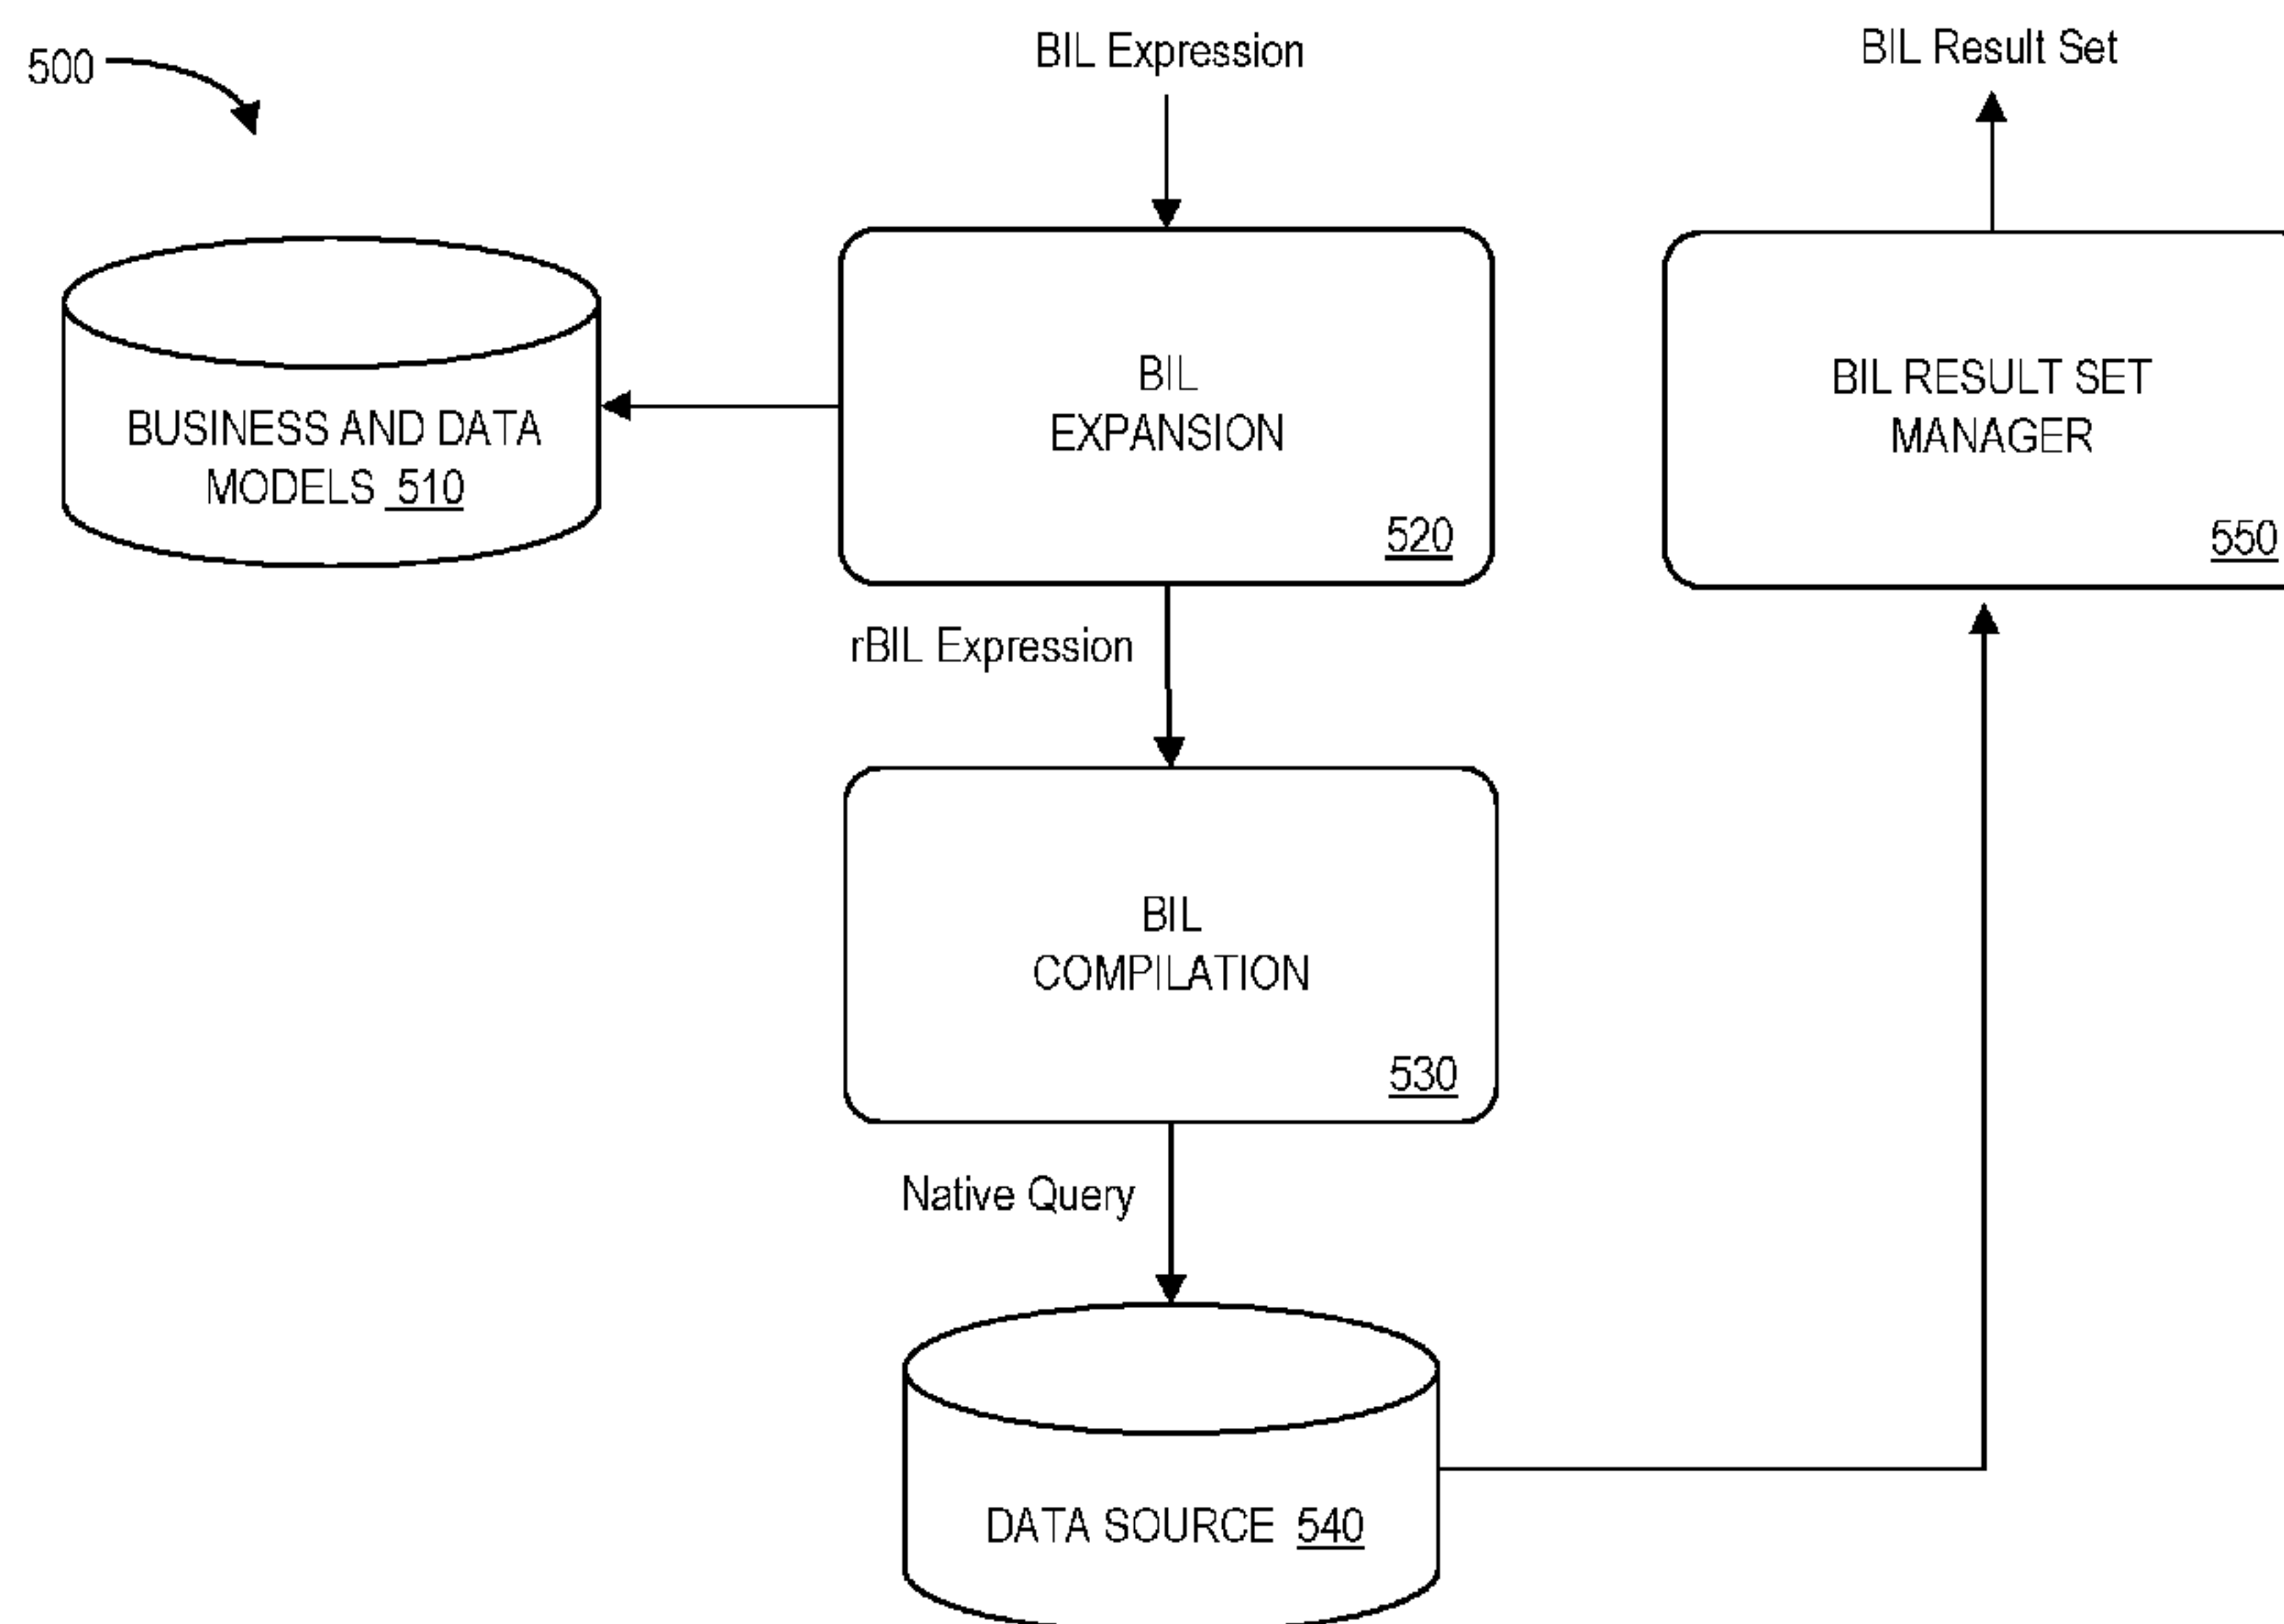 500
BIL Expression
BIL Result Set
BUSINESS AND DATA
MODELS 510
BIL
EXPANSION
520
BIL RESULT SET
MANAGER
550
rBIL Expression
BIL
COMPILATION
530
Native Query
DATA SOURCE 540